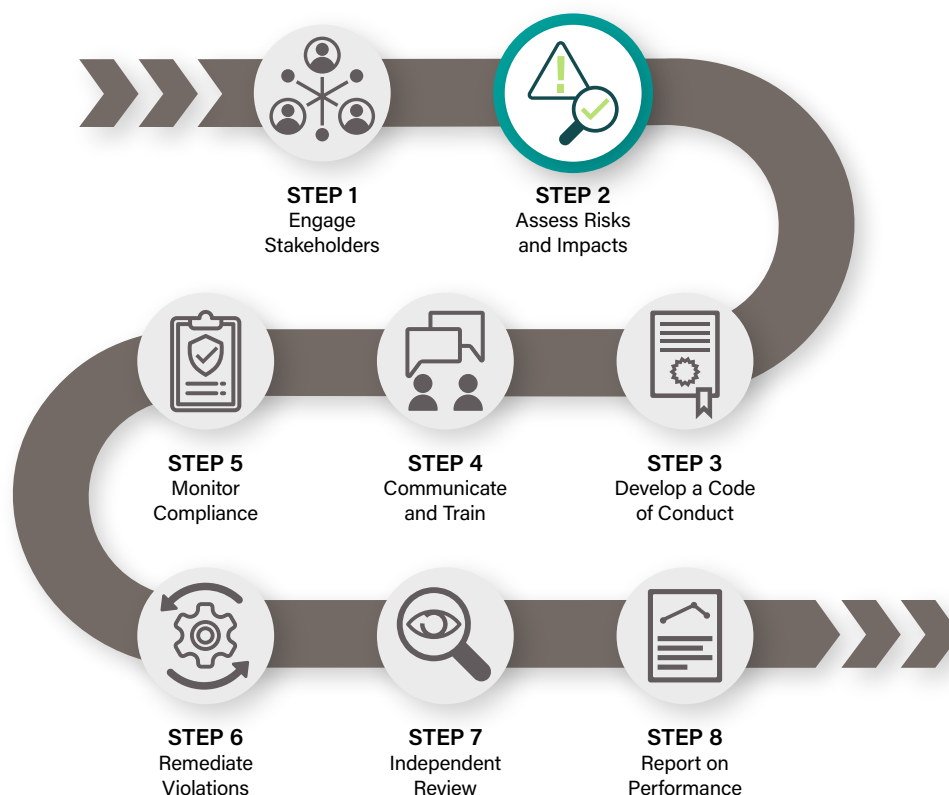 STEP 1
Engage
Stakeholders
STEP 2
Assess Risks
and Impacts
STEP 3
Develop a Code
of Conduct
STEP 4
Communicate
and Train
STEP 5
Monitor
Compliance
STEP 6
Remediate
Violations
STEP 7
Independent
Review
STEP 8
Report on
Performance